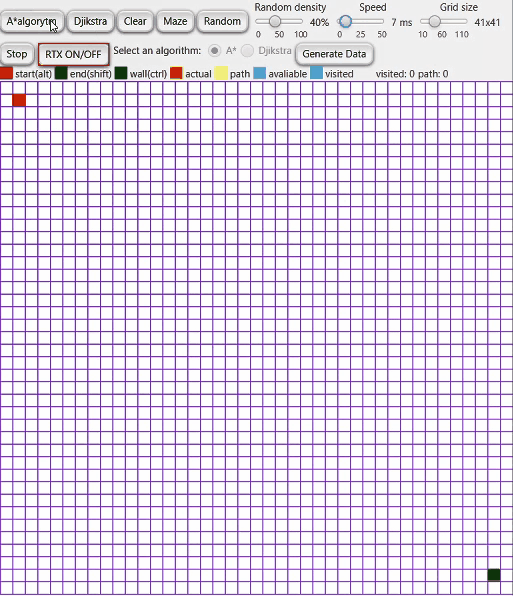 A*algorytm Djikstra Clear Maze Random
Random density Speed Grid size
40% 7 ms 41x41
0 50 100 0 25 50 10 60 110
Stop RTX ON/OFF Select an algorithm: A* Djikstra Generate Data
start(alt) end(shift) wall(ctrl) actual path avaliable visited visited: 0 path: 0